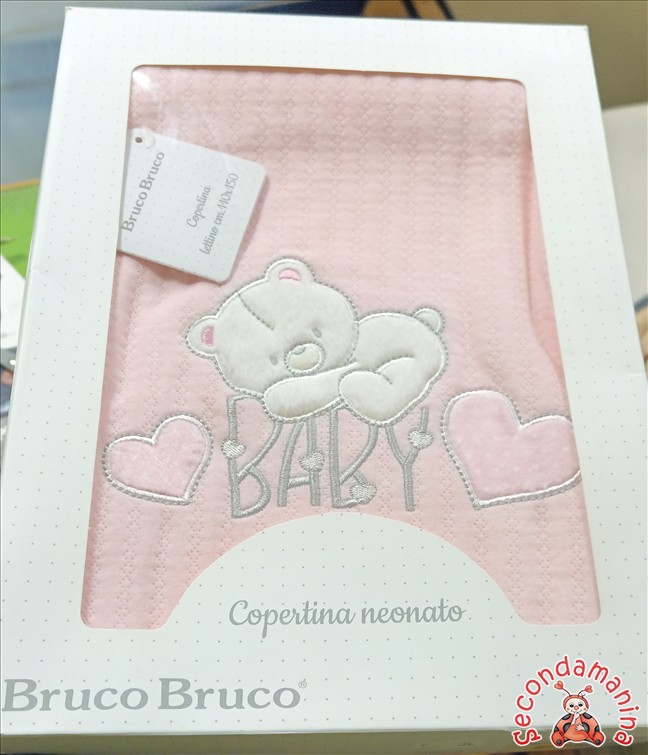 Bruco Bruco
Copertina
lettino cm.110x150
BABY
Copertina neonato
Bruco Bruco®
secondamanina